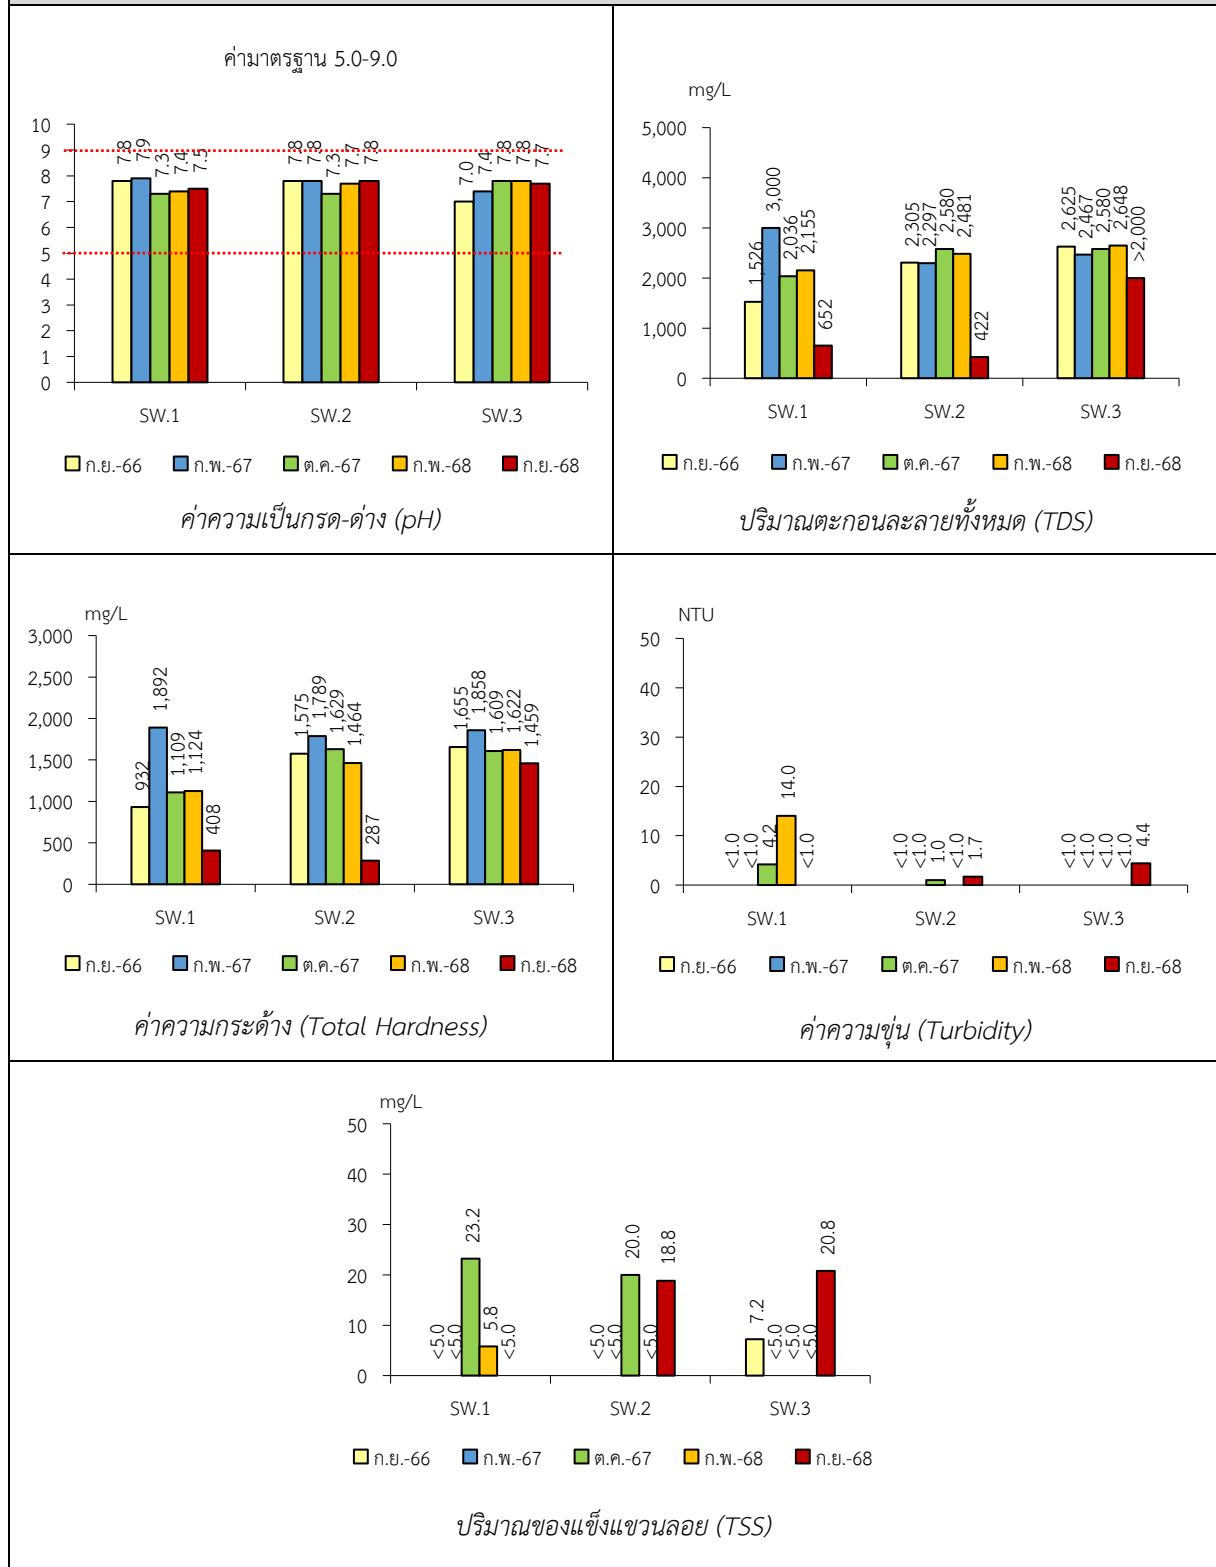 ค่ามาตรฐาน 5.0-9.0
10
9
8
7
6
5
4
3
2
1
0
7.8 7.9 7.3 7.4 7.5 7.8 7.8 7.3 7.7 7.8 7.0 7.4 7.8 7.8 7.7
SW.1 SW.2 SW.3
ก.ย.-66 ก.พ.-67 ต.ค.-67 ก.พ.-68 ก.ย.-68
ค่าความเป็นกรด-ด่าง (pH)
mg/L
5,000
4,000
3,000
2,000
1,000
0
1,526 3,000 2,036 2,155 652 2,305 2,297 2,580 2,481 422 2,625 2,467 2,580 2,648 >2,000
SW.1 SW.2 SW.3
ก.ย.-66 ก.พ.-67 ต.ค.-67 ก.พ.-68 ก.ย.-68
ปริมาณตะกอนละลายทั้งหมด (TDS)
mg/L
3,000
2,500
2,000
1,500
1,000
500
0
932 1,892 1,109 1,124 408 1,575 1,789 1,629 1,464 287 1,655 1,858 1,609 1,622 1,459
SW.1 SW.2 SW.3
ก.ย.-66 ก.พ.-67 ต.ค.-67 ก.พ.-68 ก.ย.-68
ค่าความกระด้าง (Total Hardness)
NTU
50
40
30
20
10
0
<1.0 <1.0 4.2 14.0 <1.0 <1.0 <1.0 1.0 <1.0 1.7 <1.0 <1.0 <1.0 <1.0 4.4
SW.1 SW.2 SW.3
ก.ย.-66 ก.พ.-67 ต.ค.-67 ก.พ.-68 ก.ย.-68
ค่าความขุ่น (Turbidity)
mg/L
50
40
30
20
10
0
<5.0 <5.0 23.2 5.8 <5.0 <5.0 <5.0 20.0 <5.0 18.8 7.2 <5.0 <5.0 <5.0 20.8
SW.1 SW.2 SW.3
ก.ย.-66 ก.พ.-67 ต.ค.-67 ก.พ.-68 ก.ย.-68
ปริมาณของแข็งแขวนลอย (TSS)